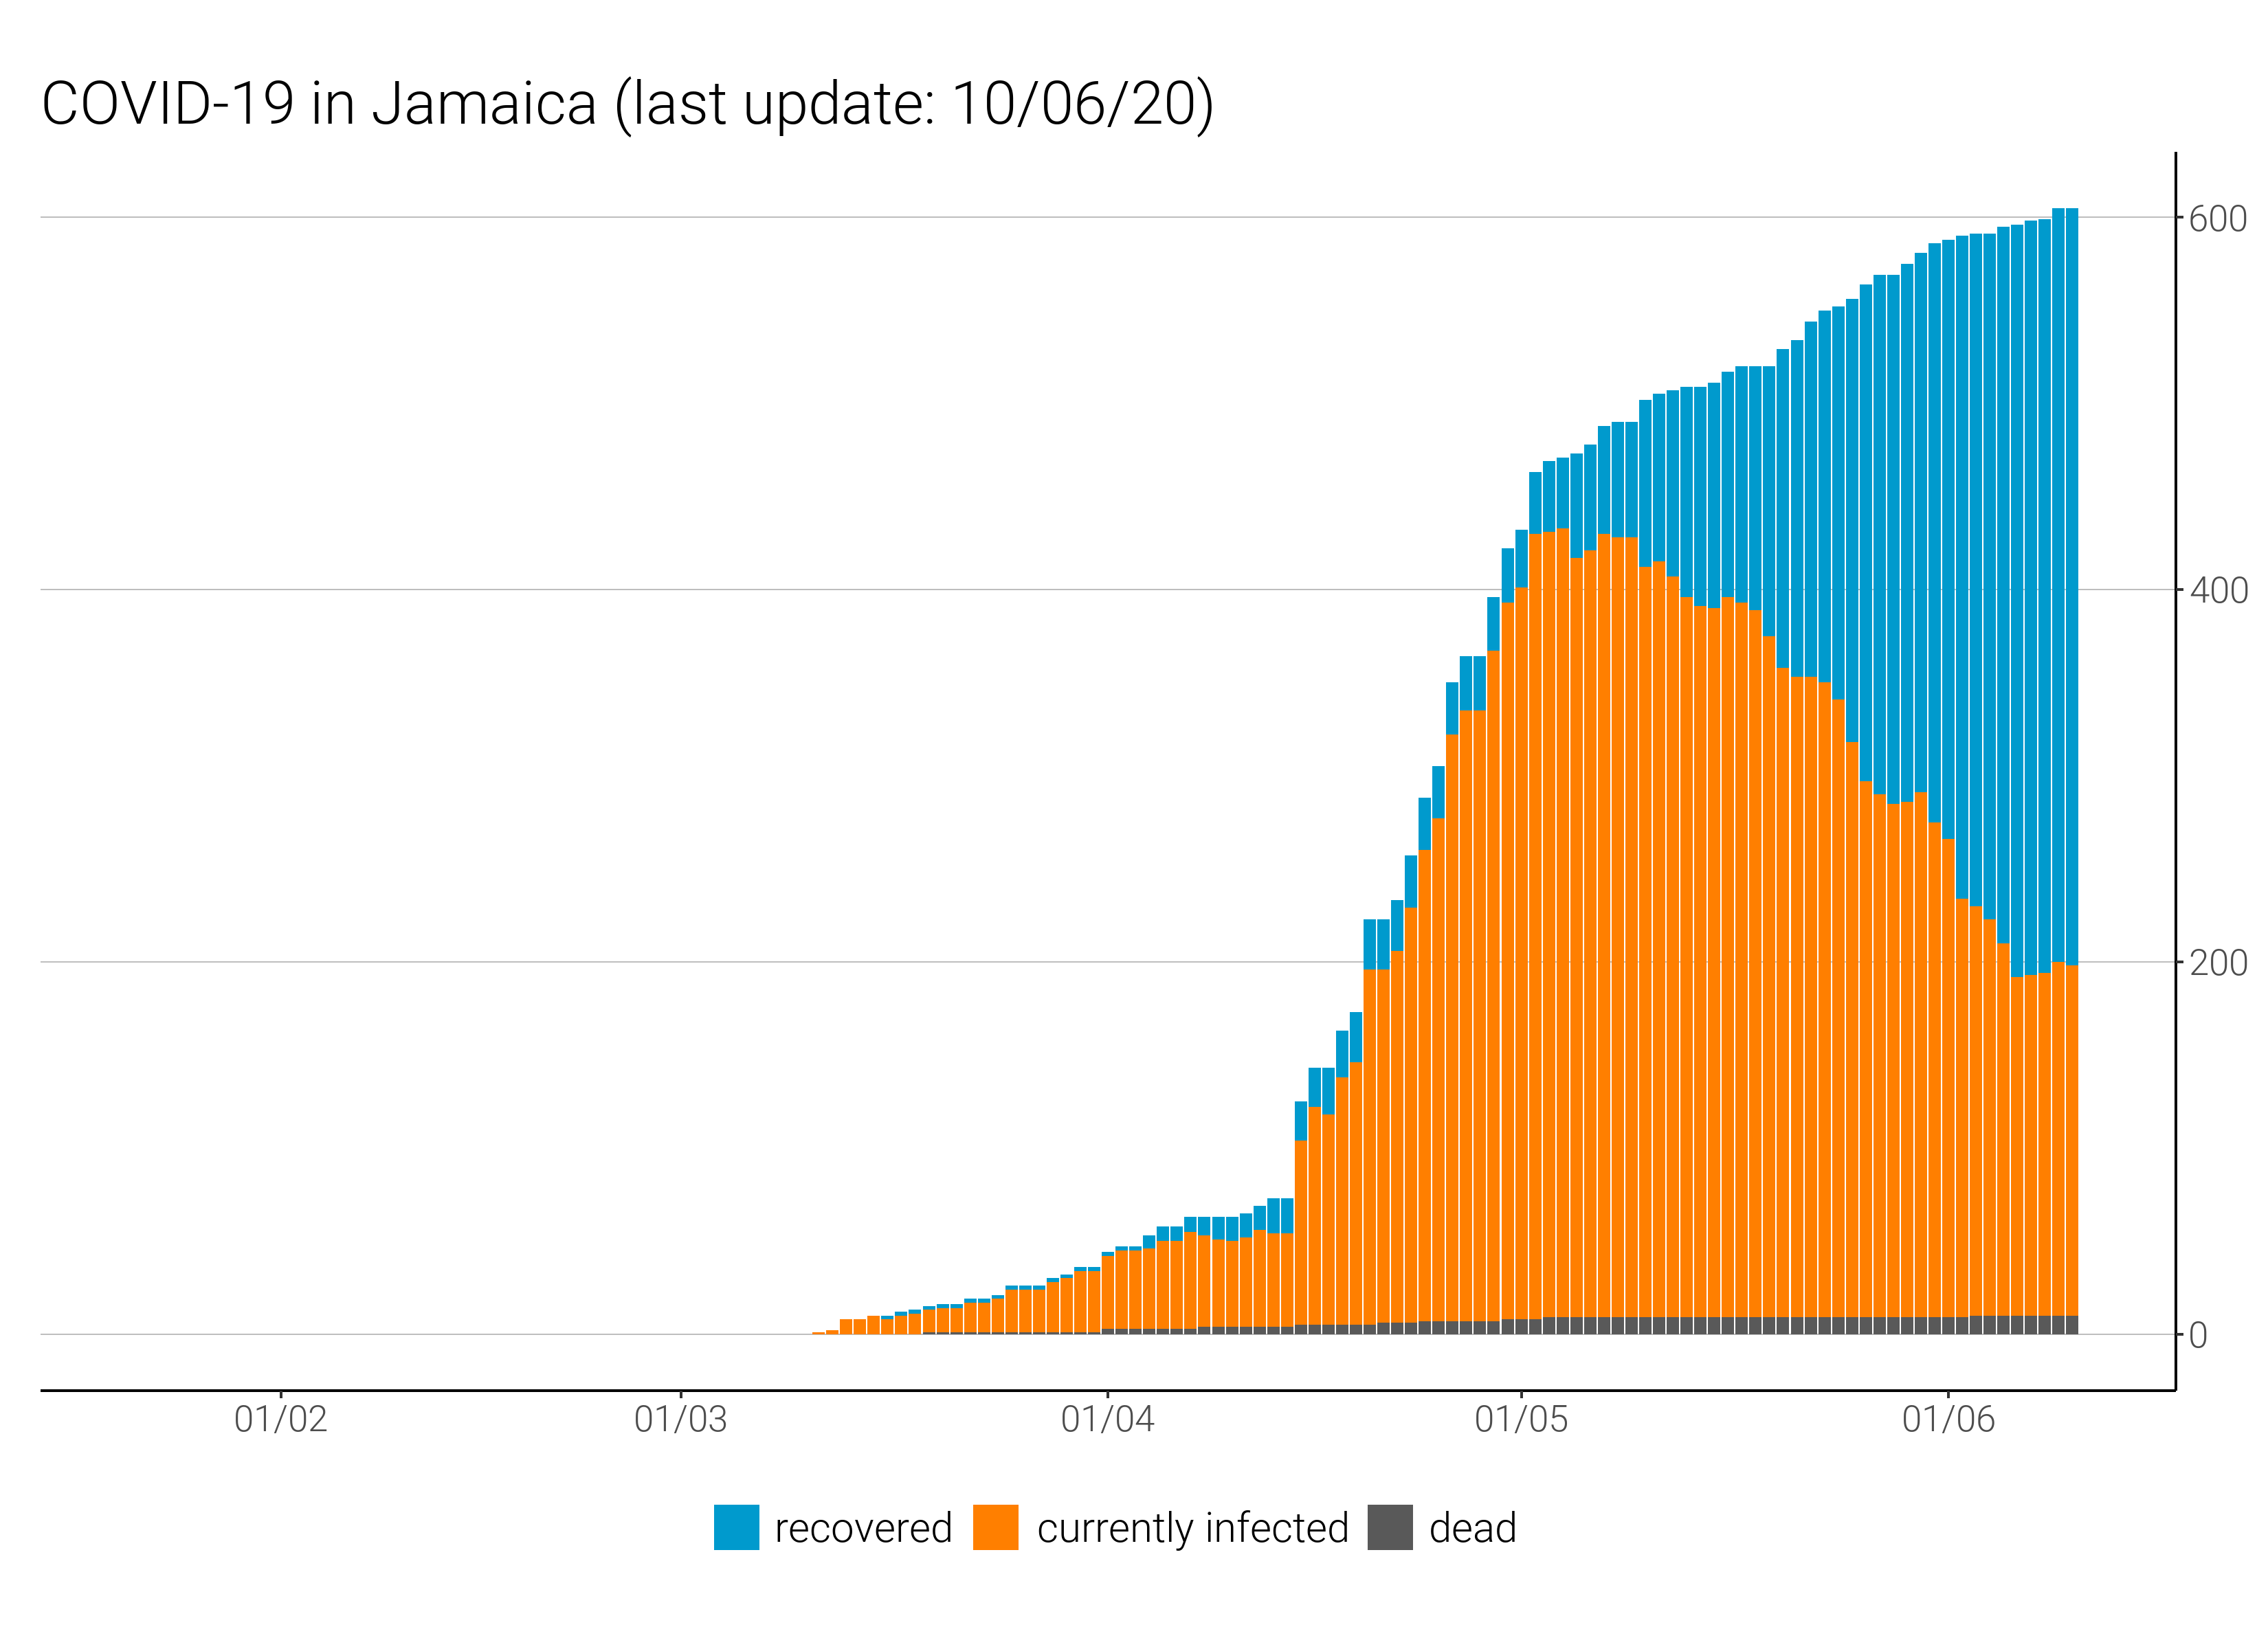 COVID-19 in Jamaica (last update: 10/06/20)
600
400
200
0
01/02 01/03 01/04 01/05 01/06
recovered currently infected dead